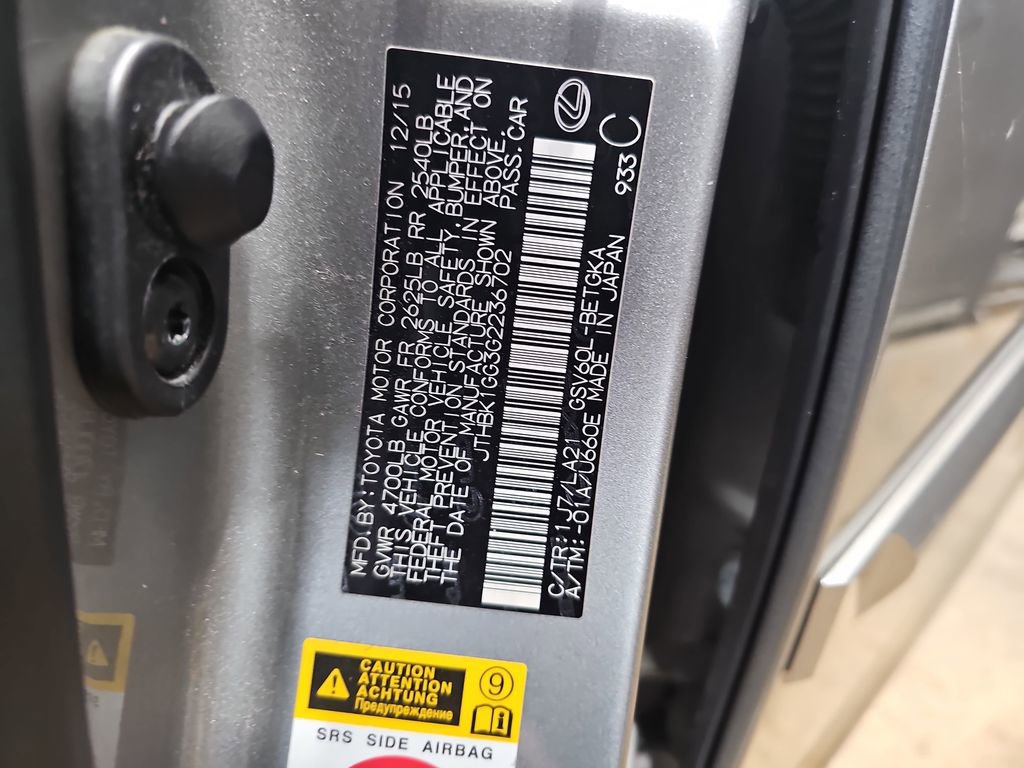 MFD.BY:TOYOTA MOTOR CORPORATION 12/15
GVWR 4700LB GAWR FR 2625LB RR 2540LB
THIS VEHICLE CONFORMS TO ALL APPLICABLE
FEDERAL MOTOR VEHICLE SAFETY, BUMPER, AND
THEFT PREVENTION STANDARDS IN EFFECT ON
THE DATE OF MANUFACTURE SHOWN ABOVE.
JTHBK1GG3G2236702 PASS.CAR
C/TR:1J7/LA21 GSV60L-BETGKA
A/TM:-01A/U660E MADE IN JAPAN
933 C
CAUTION
ATTENTION
ACHTUNG
Предупреждение
9
SRS SIDE AIRBAG